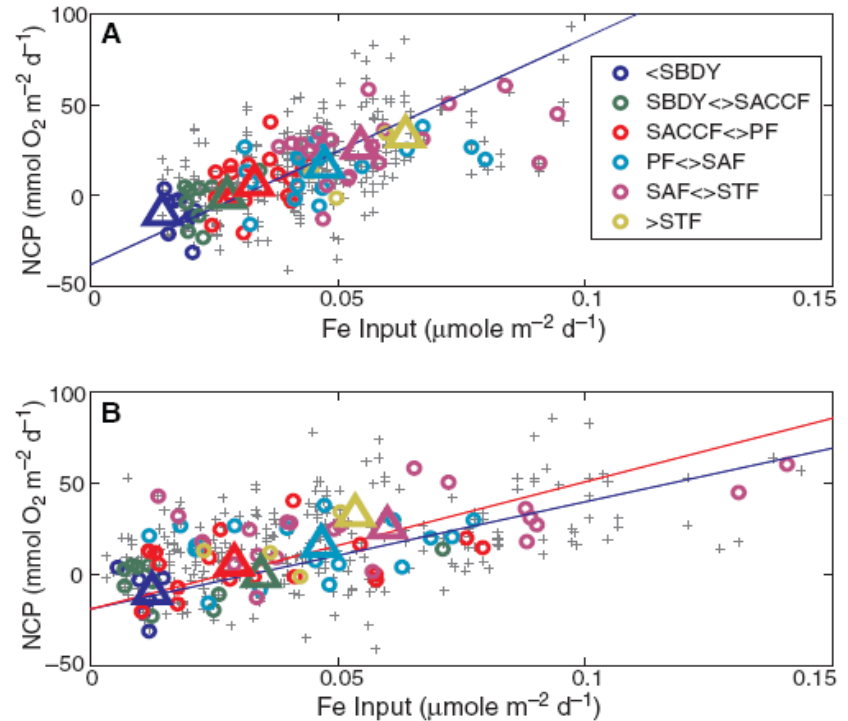 100
A
50
0
−50
NCP (mmol O₂ m⁻² d⁻¹)
<SBDY
SBDY<>SACCF
SACCF<>PF
PF<>SAF
SAF<>STF
>STF
0 0.05 0.1 0.15
Fe Input (μmole m⁻² d⁻¹)
100
B
50
0
−50
NCP (mmol O₂ m⁻² d⁻¹)
0 0.05 0.1 0.15
Fe Input (μmole m⁻² d⁻¹)